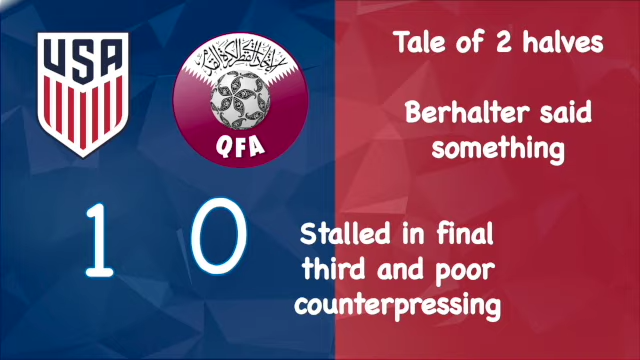 USA
QFA
1 0
Tale of 2 halves
Berhalter said
something
Stalled in final
third and poor
counterpressing